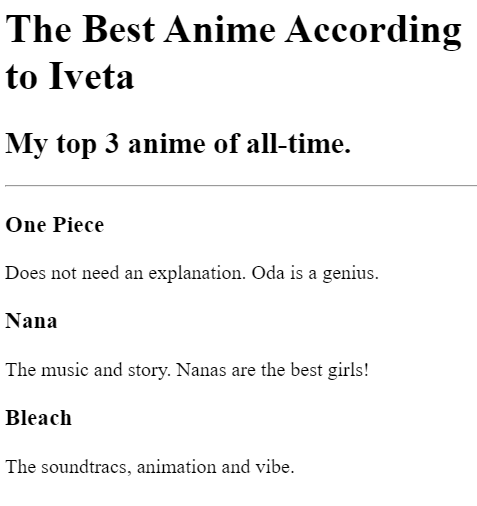 The Best Anime According
to Iveta
My top 3 anime of all-time.
One Piece
Does not need an explanation. Oda is a genius.
Nana
The music and story. Nanas are the best girls!
Bleach
The soundtracs, animation and vibe.